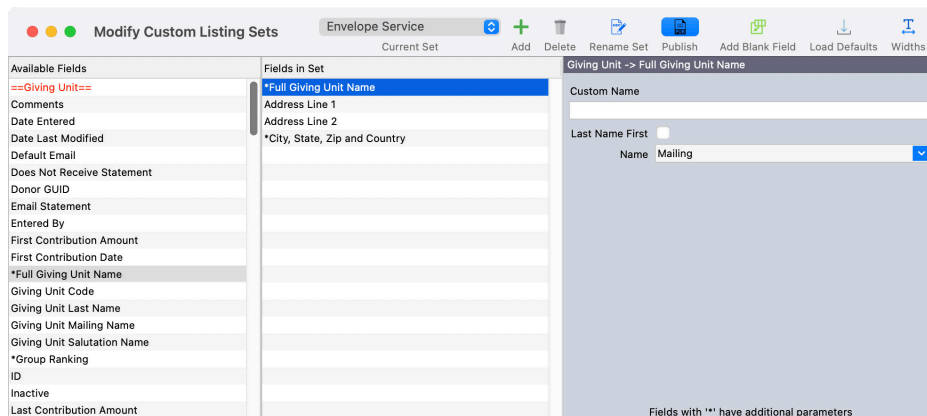 Modify Custom Listing Sets
Envelope Service
Current Set
Add
Delete
Rename Set
Publish
Add Blank Field
Load Defaults
Widths
Available Fields
==Giving Unit==
Comments
Date Entered
Date Last Modified
Default Email
Does Not Receive Statement
Donor GUID
Email Statement
Entered By
First Contribution Amount
First Contribution Date
*Full Giving Unit Name
Giving Unit Code
Giving Unit Last Name
Giving Unit Mailing Name
Giving Unit Salutation Name
*Group Ranking
ID
Inactive
Last Contribution Amount
Fields in Set
*Full Giving Unit Name
Address Line 1
Address Line 2
*City, State, Zip and Country
Giving Unit -> Full Giving Unit Name
Custom Name
Last Name First
Name Mailing
Fields with '*' have additional parameters